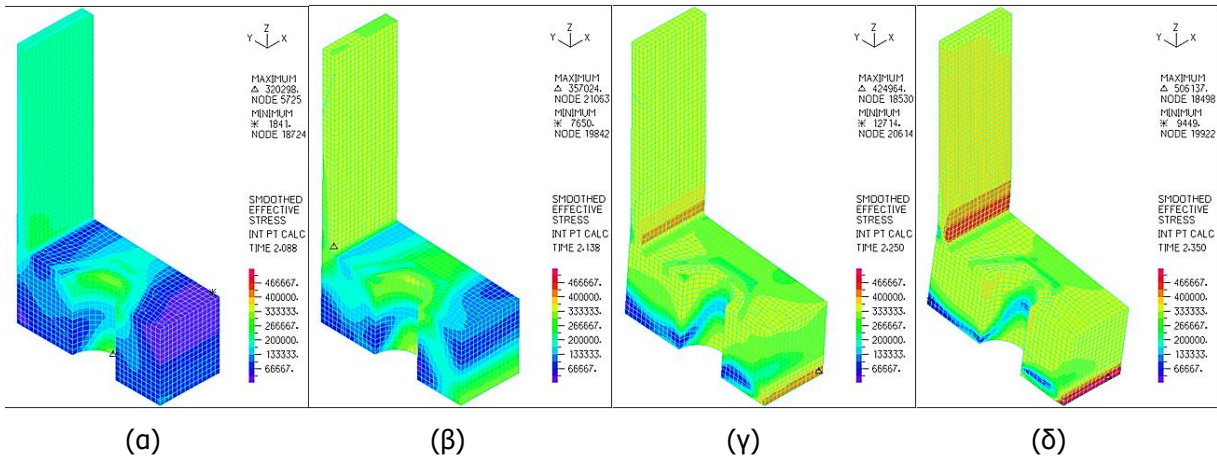 Z
Y X
MAXIMUM
△ 320298.
NODE 5725
MINIMUM
✳ 1841.
NODE 18724
SMOOTHED
EFFECTIVE
STRESS
INT PT CALC
TIME 2.088
466667.
400000.
333333.
266667.
200000.
133333.
66667.
(α)
Z
Y X
MAXIMUM
△ 357024.
NODE 21063
MINIMUM
✳ 7650.
NODE 19842
SMOOTHED
EFFECTIVE
STRESS
INT PT CALC
TIME 2.138
466667.
400000.
333333.
266667.
200000.
133333.
66667.
(β)
Z
Y X
MAXIMUM
△ 424964.
NODE 18530
MINIMUM
✳ 12714.
NODE 20614
SMOOTHED
EFFECTIVE
STRESS
INT PT CALC
TIME 2.250
466667.
400000.
333333.
266667.
200000.
133333.
66667.
(γ)
Z
Y X
MAXIMUM
△ 506137.
NODE 18498
MINIMUM
✳ 9449.
NODE 19922
SMOOTHED
EFFECTIVE
STRESS
INT PT CALC
TIME 2.350
466667.
400000.
333333.
266667.
200000.
133333.
66667.
(δ)